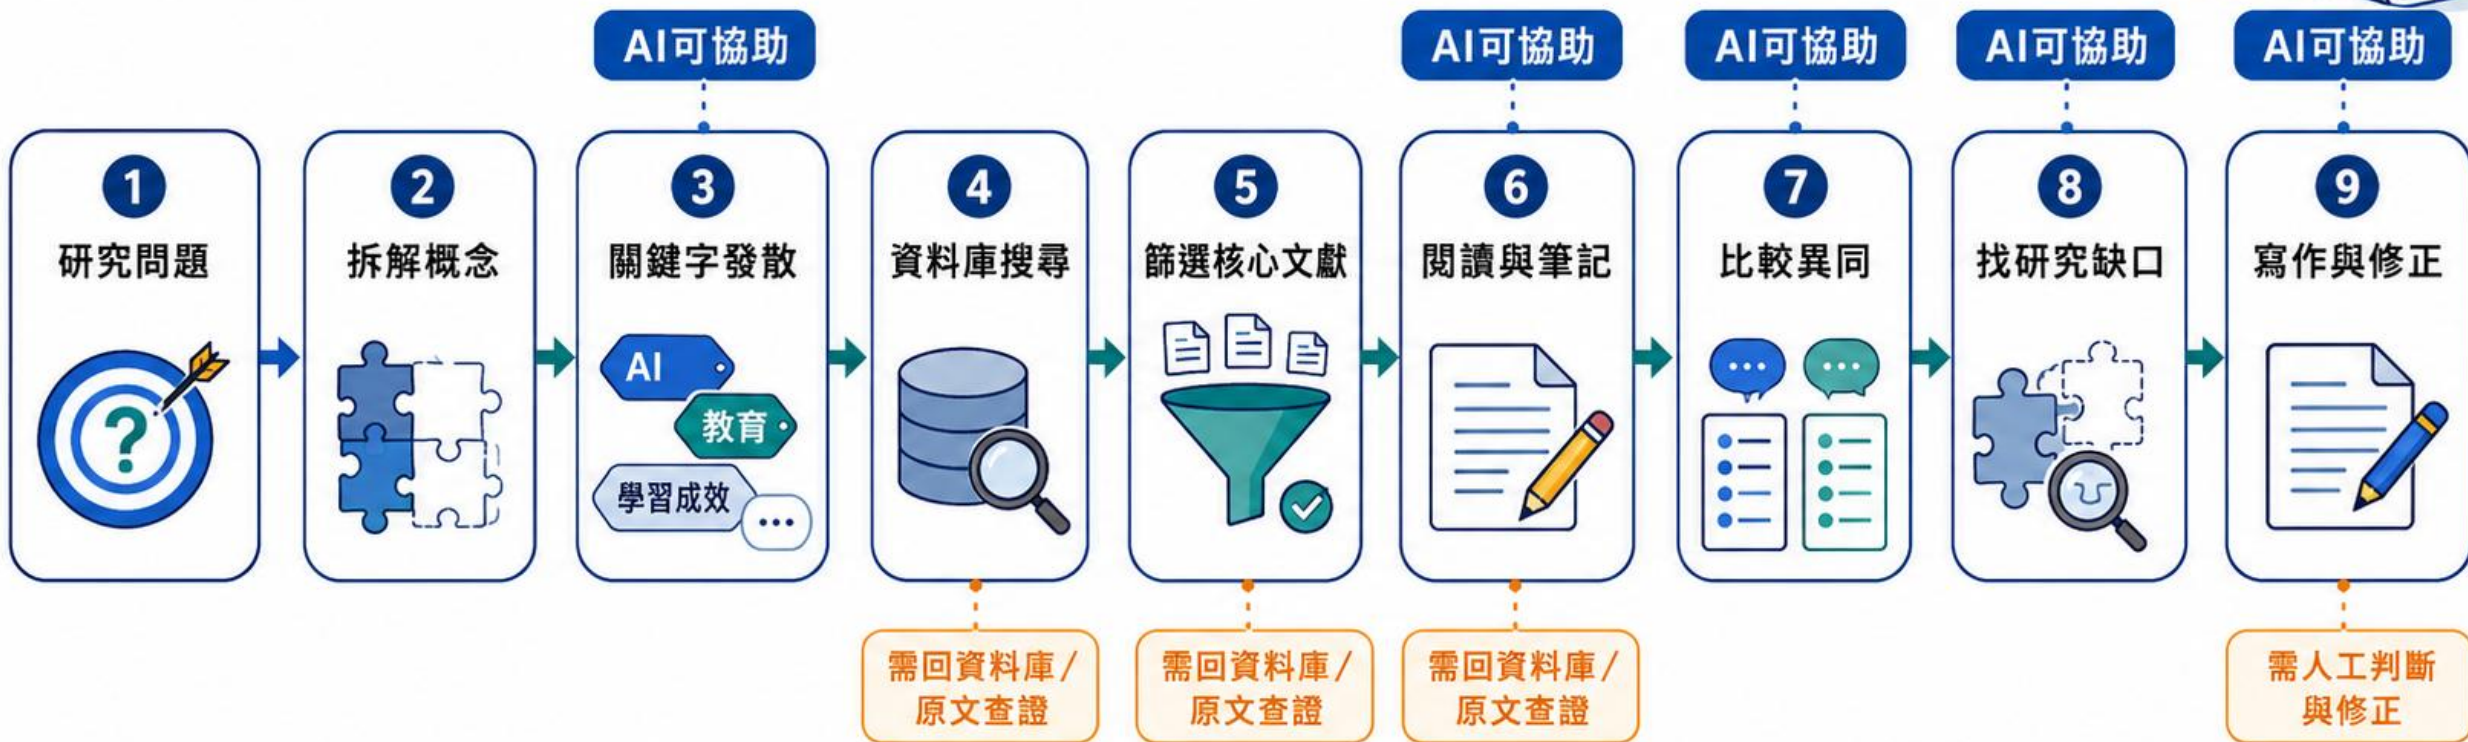 AI可協助
AI可協助
AI可協助
AI可協助
AI可協助
1
研究問題
?
2
拆解概念
3
關鍵字發散
AI
教育
學習成效
...
4
資料庫搜尋
5
篩選核心文獻
6
閱讀與筆記
7
比較異同
...
...
8
找研究缺口
9
寫作與修正
需回資料庫/
原文查證
需回資料庫/
原文查證
需回資料庫/
原文查證
需人工判斷
與修正